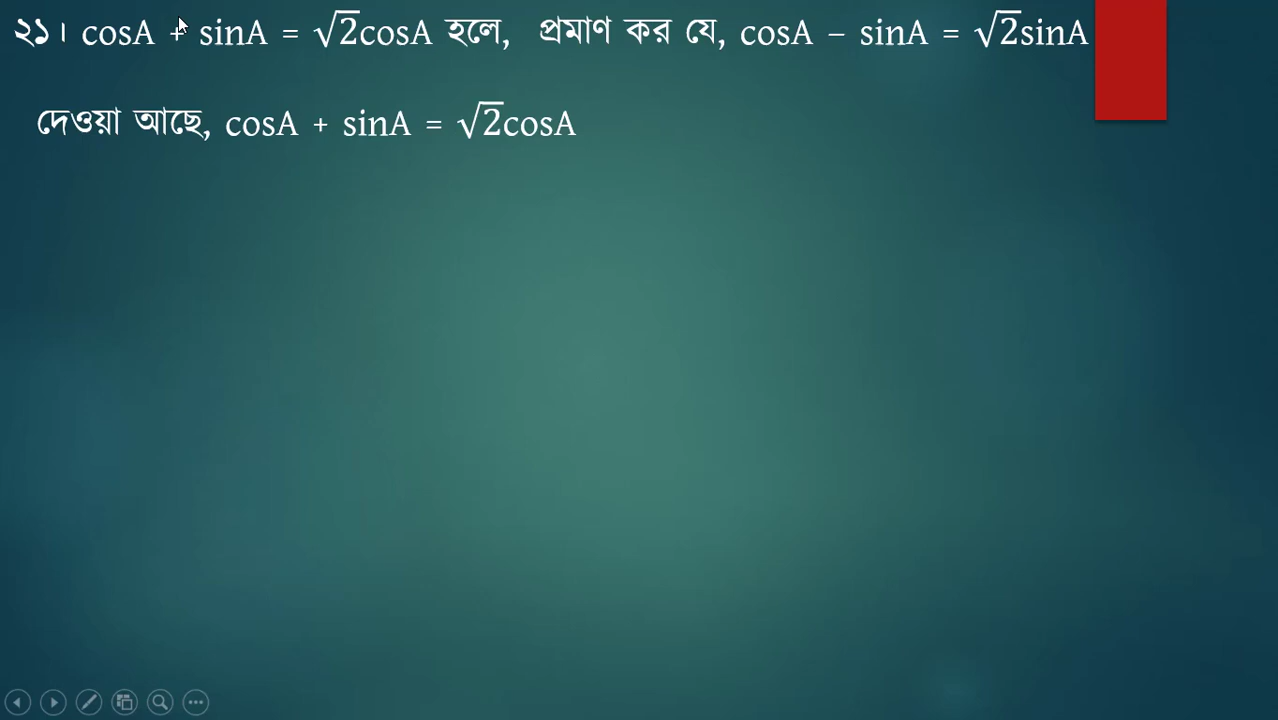 ২১। cosA + sinA = √2cosA হলে, প্রমাণ কর যে, cosA – sinA = √2sinA
দেওয়া আছে, cosA + sinA = √2cosA